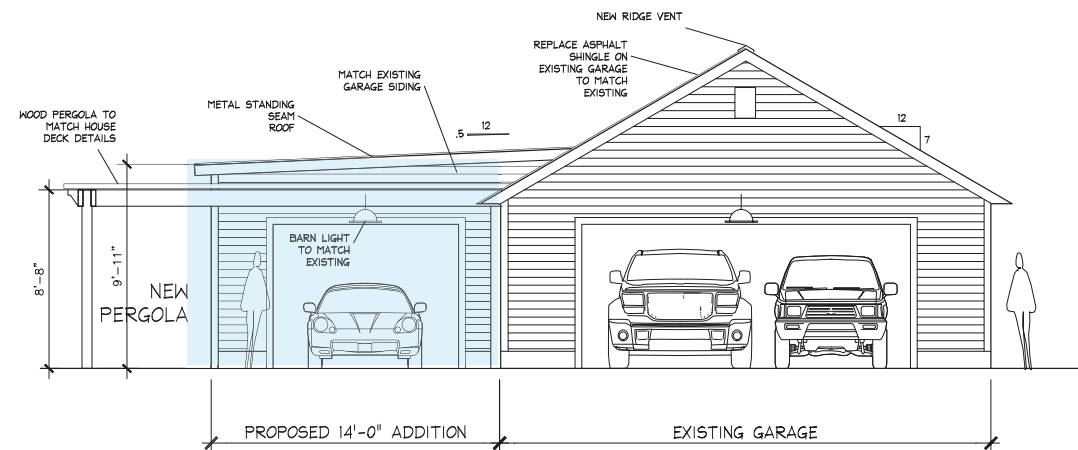 NEW RIDGE VENT
REPLACE ASPHALT
SHINGLE ON
EXISTING GARAGE
TO MATCH
EXISTING
MATCH EXISTING
GARAGE SIDING
METAL STANDING
SEAM
ROOF
WOOD PERGOLA TO
MATCH HOUSE
DECK DETAILS
12
.5
12
7
BARN LIGHT
TO MATCH
EXISTING
8'-8"
9'-11"
NEW
PERGOLA
PROPOSED 14'-0" ADDITION
EXISTING GARAGE